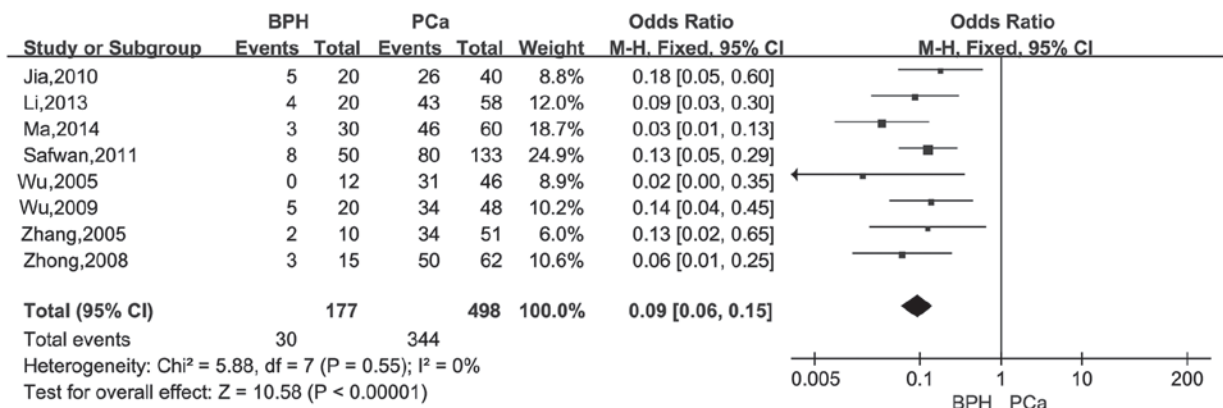 BPH PCa Odds Ratio Odds Ratio
Study or Subgroup Events Total Events Total Weight M-H, Fixed, 95% CI M-H, Fixed, 95% CI
Jia,2010 5 20 26 40 8.8% 0.18 [0.05, 0.60]
Li,2013 4 20 43 58 12.0% 0.09 [0.03, 0.30]
Ma,2014 3 30 46 60 18.7% 0.03 [0.01, 0.13]
Safwan,2011 8 50 80 133 24.9% 0.13 [0.05, 0.29]
Wu,2005 0 12 31 46 8.9% 0.02 [0.00, 0.35]
Wu,2009 5 20 34 48 10.2% 0.14 [0.04, 0.45]
Zhang,2005 2 10 34 51 6.0% 0.13 [0.02, 0.65]
Zhong,2008 3 15 50 62 10.6% 0.06 [0.01, 0.25]
Total (95% CI) 177 498 100.0% 0.09 [0.06, 0.15]
Total events 30 344
Heterogeneity: Chi² = 5.88, df = 7 (P = 0.55); I² = 0%
Test for overall effect: Z = 10.58 (P < 0.00001)
0.005 0.1 1 10 200
BPH PCa